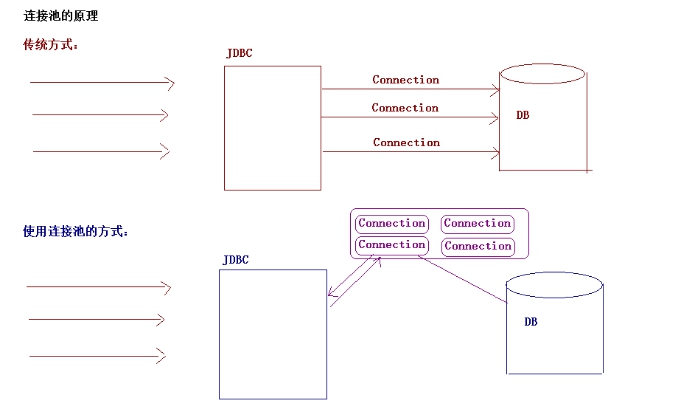 连接池的原理
传统方式：
JDBC
Connection
Connection
Connection
DB
使用连接池的方式：
Connection Connection
Connection Connection
JDBC
DB